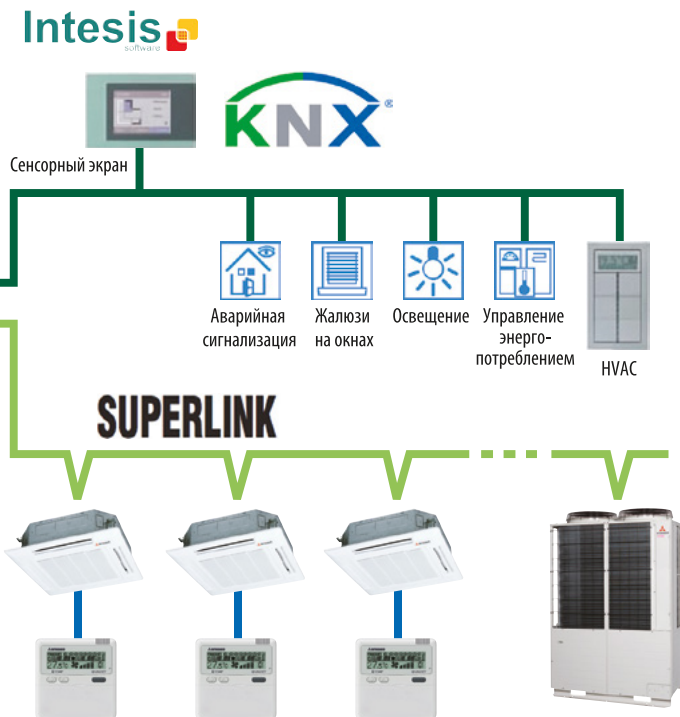 Intesis
software
KNX®
Сенсорный экран
Аварийная
сигнализация
Жалюзи
на окнах
Освещение
Управление
энерго-
потреблением
HVAC
SUPERLINK